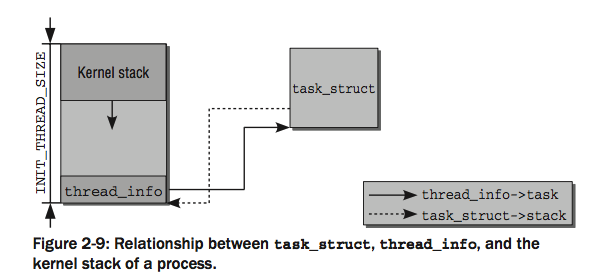 INIT_THREAD_SIZE
Kernel stack
task_struct
thread_info
thread_info->task
task_struct->stack
Figure 2-9: Relationship between task_struct, thread_info, and the
kernel stack of a process.